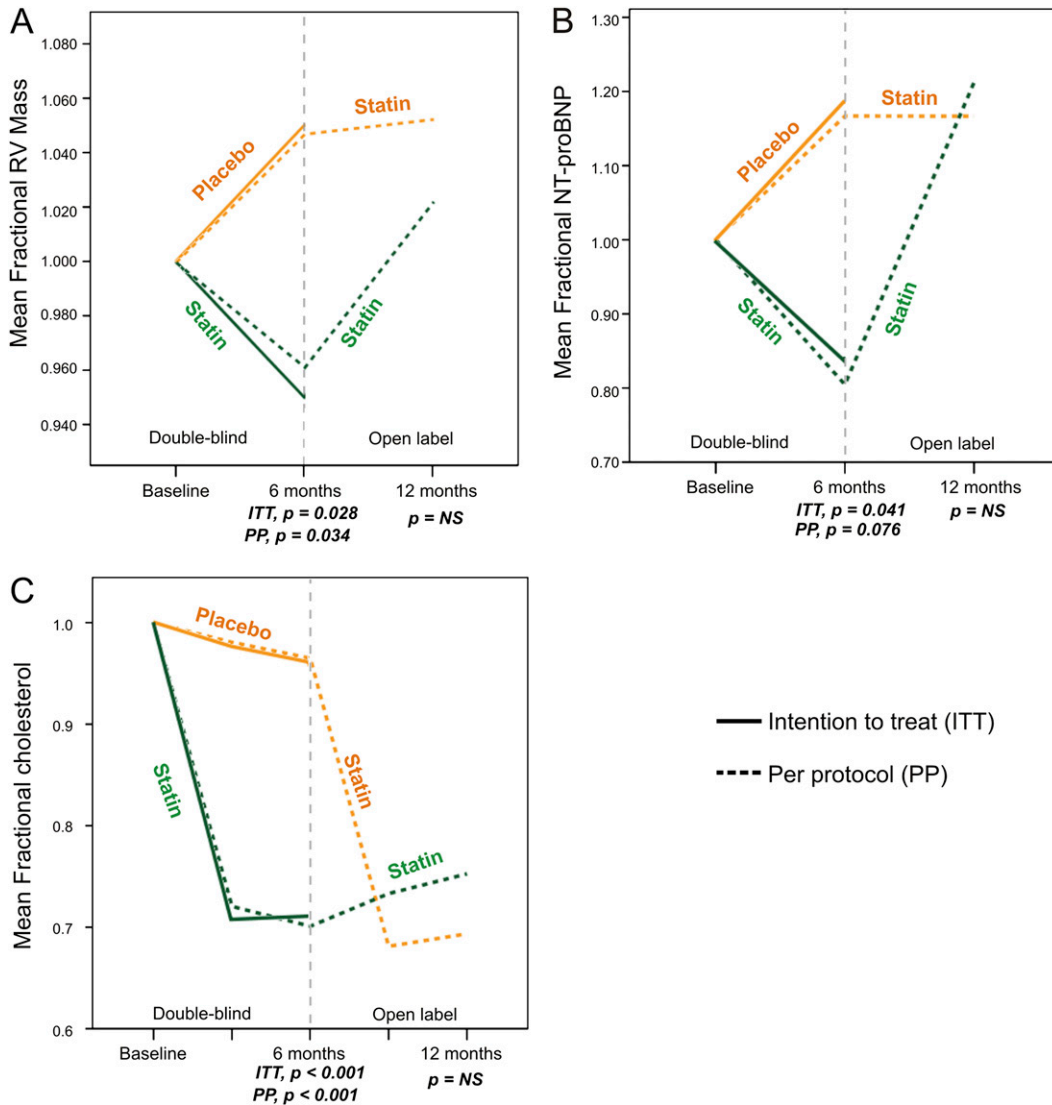 A
Mean Fractional RV Mass
1.080
1.060
1.040
1.020
1.000
0.980
0.960
0.940
Placebo
Statin
Statin
Statin
Double-blind
Open label
Baseline
6 months
12 months
ITT, p = 0.028
p = NS
PP, p = 0.034
B
Mean Fractional NT-proBNP
1.30
1.20
1.10
1.00
0.90
0.80
0.70
Placebo
Statin
Statin
Statin
Double-blind
Open label
Baseline
6 months
12 months
ITT, p = 0.041
p = NS
PP, p = 0.076
C
Mean Fractional cholesterol
1.0
0.9
0.8
0.7
0.6
Placebo
Statin
Statin
Statin
Double-blind
Open label
Baseline
6 months
12 months
ITT, p < 0.001
p = NS
PP, p < 0.001
Intention to treat (ITT)
Per protocol (PP)